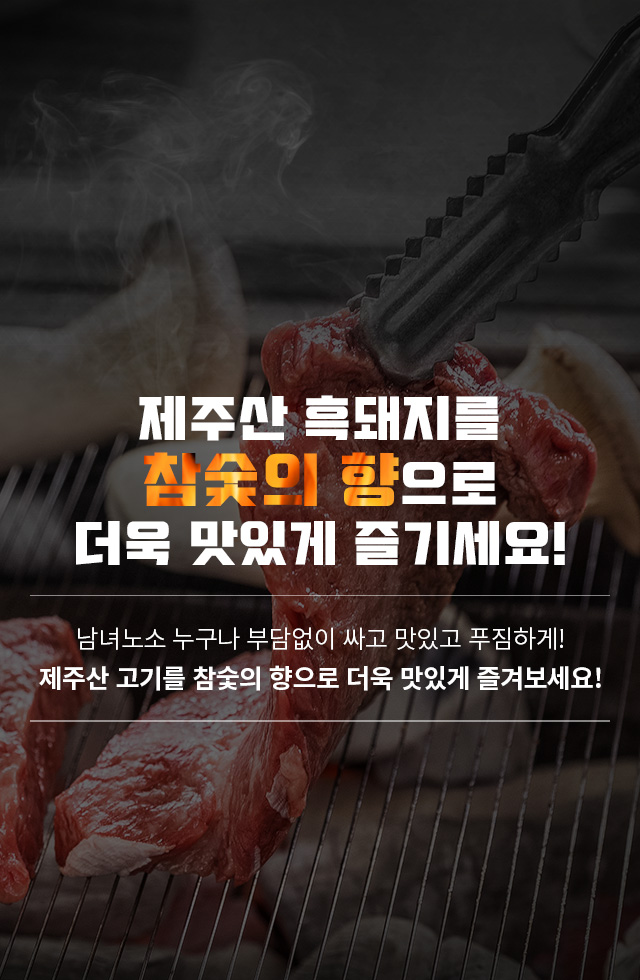 제주산 흑돼지를
참숯의 향으로
더욱 맛있게 즐기세요!
남녀노소 누구나 부담없이 싸고 맛있고 푸짐하게!
제주산 고기를 참숯의 향으로 더욱 맛있게 즐겨보세요!